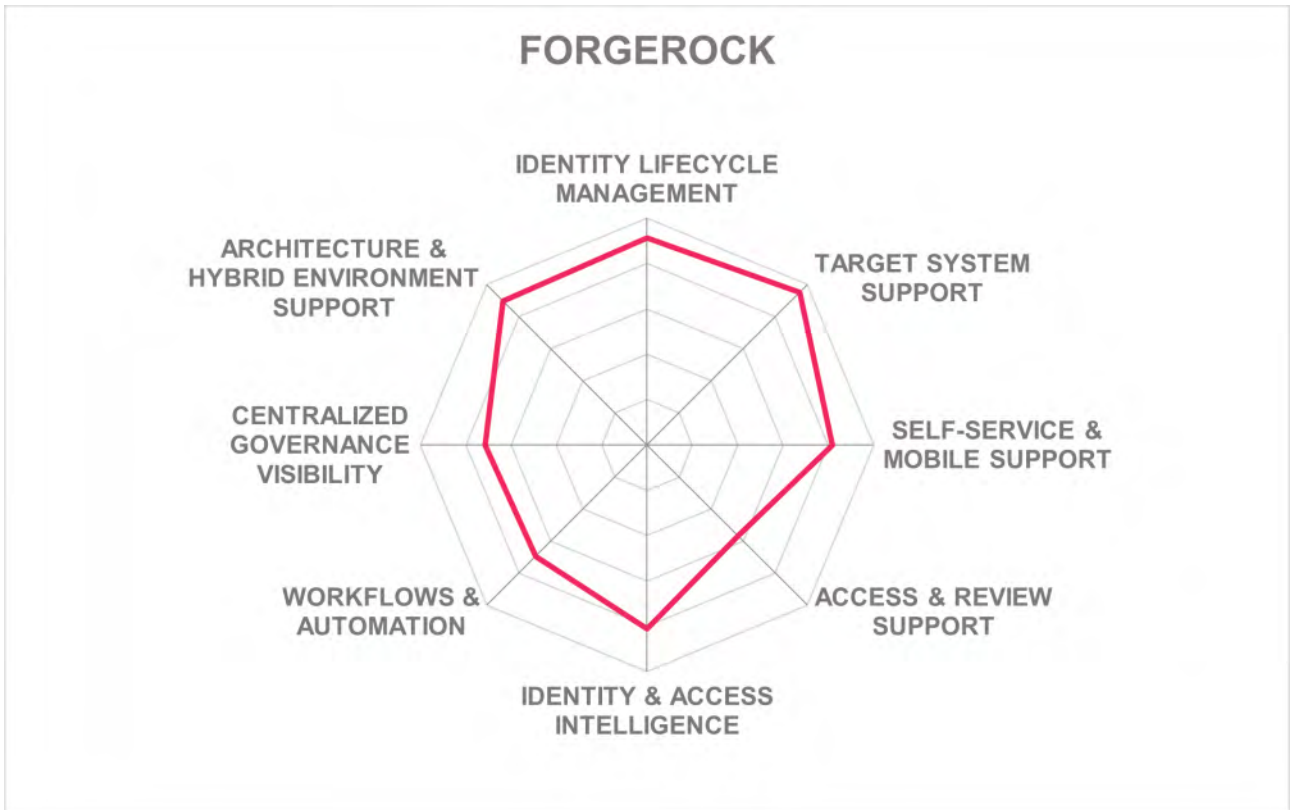 FORGEROCK
IDENTITY LIFECYCLE
MANAGEMENT
TARGET SYSTEM
SUPPORT
SELF-SERVICE &
MOBILE SUPPORT
ACCESS & REVIEW
SUPPORT
IDENTITY & ACCESS
INTELLIGENCE
WORKFLOWS &
AUTOMATION
CENTRALIZED
GOVERNANCE
VISIBILITY
ARCHITECTURE &
HYBRID ENVIRONMENT
SUPPORT